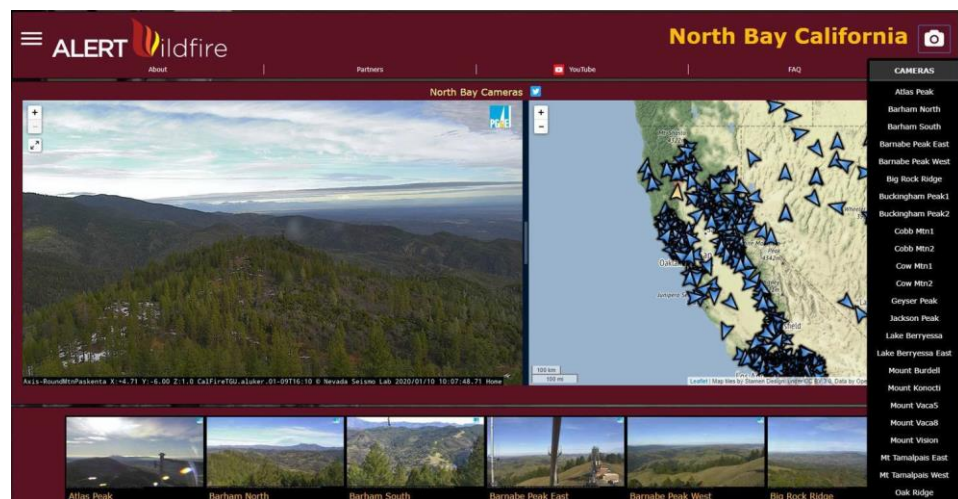 ALERT Wildfire
North Bay California
About
Partners
YouTube
FAQ
CAMERAS
North Bay Cameras
+
-
PG&E
+
-
Oakl
Junipero Se
field
100 km
100 mi
Leaflet | Map tiles by Stamen Design, under CC BY 3.0. Data by Ope
Axis-RoundMtnPaskenta X:+4.71 Y:-6.00 Z:1.0 CalFireTGU.aluker.01-09T16:10 © Nevada Seismo Lab 2020/01/10 10:07:48.71 Home
Atlas Peak
Barham North
Barham South
Barnabe Peak East
Barnabe Peak West
Big Rock Ridge
Buckingham Peak1
Buckingham Peak2
Cobb Mtn1
Cobb Mtn2
Cow Mtn1
Cow Mtn2
Geyser Peak
Jackson Peak
Lake Berryessa
Lake Berryessa East
Mount Burdell
Mount Konocti
Mount Vaca5
Mount Vaca8
Mount Vision
Mt Tamalpais East
Mt Tamalpais West
Oak Ridge
Atlas Peak
Barham North
Barham South
Barnabe Peak East
Barnabe Peak West
Big Rock Ridge